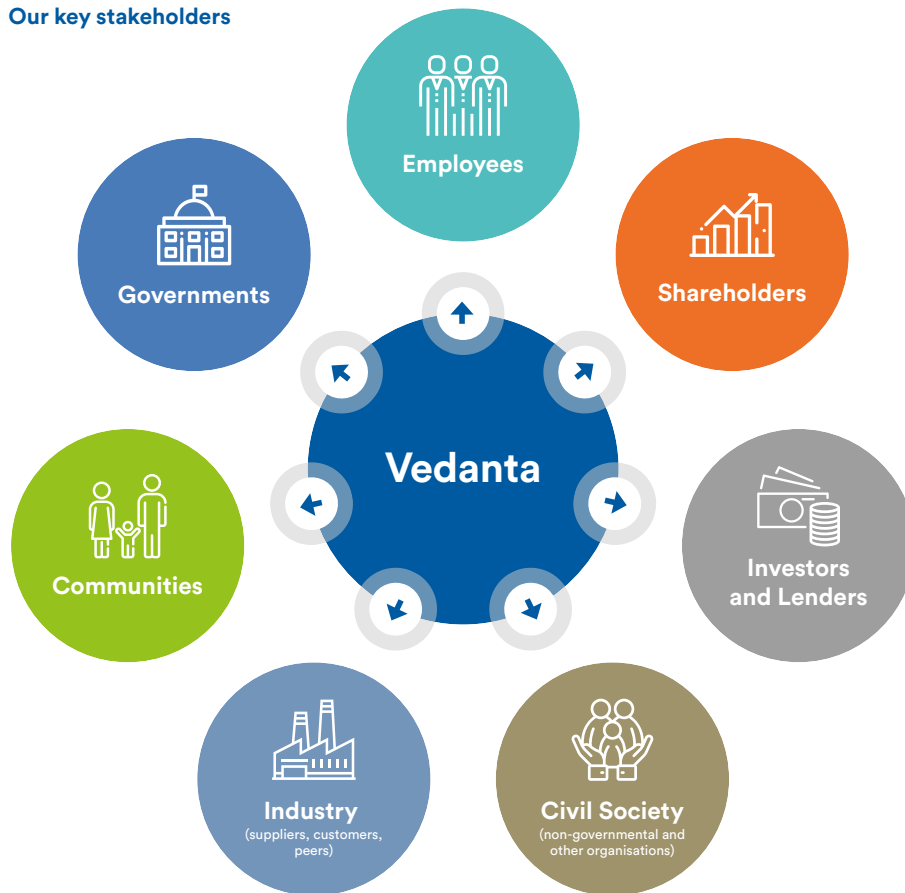 Our key stakeholders
Employees
Governments
Shareholders
Vedanta
Communities
Investors
and Lenders
Industry
(suppliers, customers,
peers)
Civil Society
(non-governmental and
other organisations)